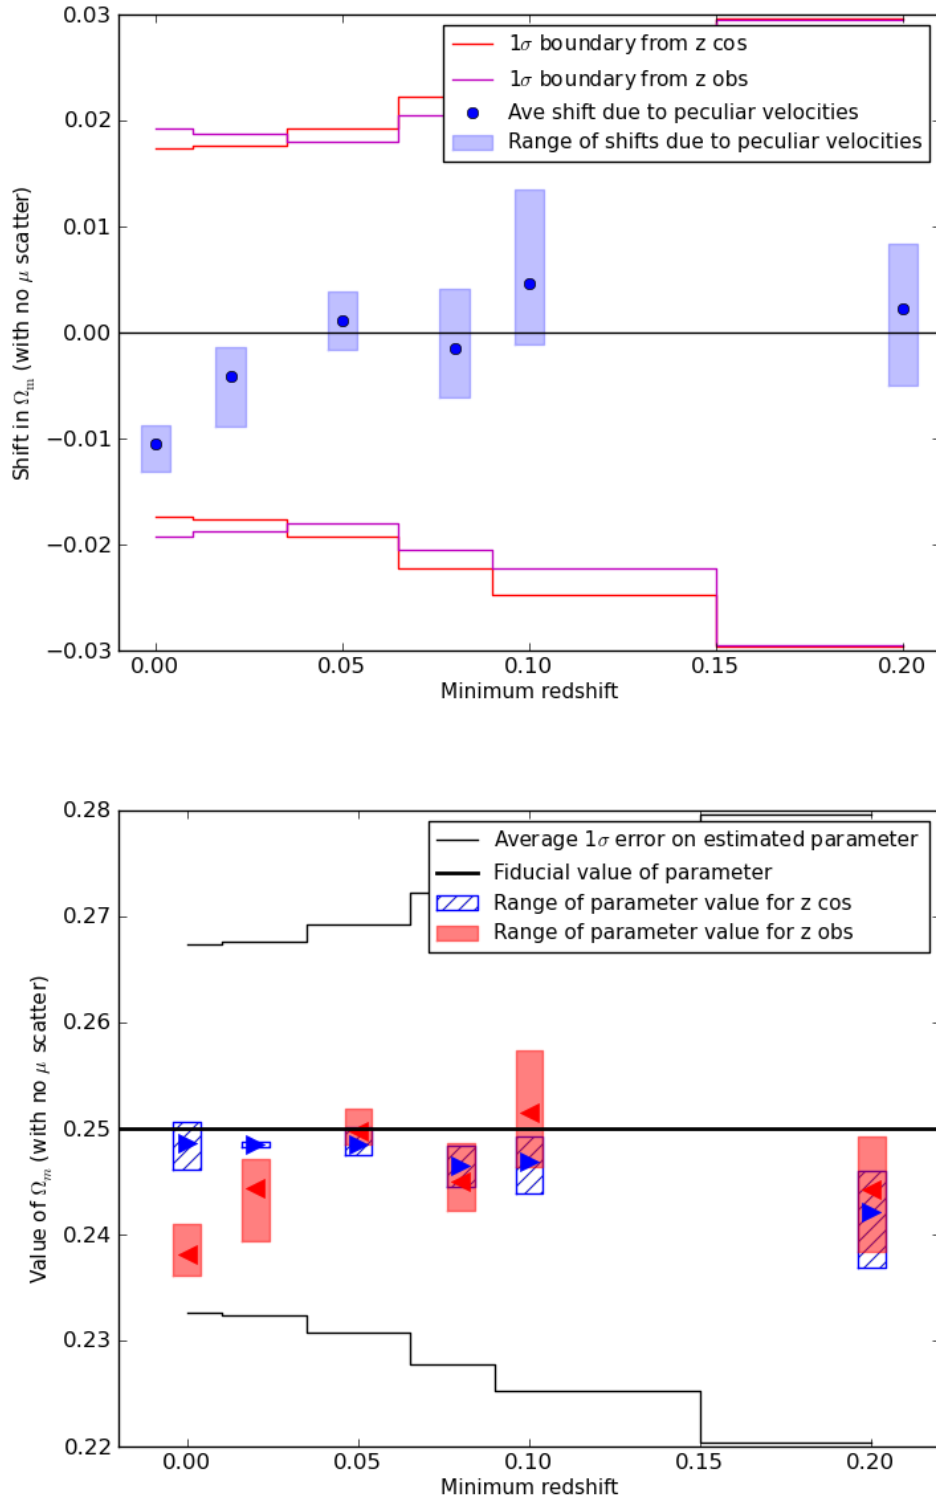 0.03
0.02
0.01
0.00
−0.01
−0.02
−0.03
Shift in Ωm (with no μ scatter)
1σ boundary from z cos
1σ boundary from z obs
Ave shift due to peculiar velocities
Range of shifts due to peculiar velocities
0.00 0.05 0.10 0.15 0.20
Minimum redshift
0.28
0.27
0.26
0.25
0.24
0.23
0.22
Value of Ωm (with no μ scatter)
Average 1σ error on estimated parameter
Fiducial value of parameter
Range of parameter value for z cos
Range of parameter value for z obs
0.00 0.05 0.10 0.15 0.20
Minimum redshift